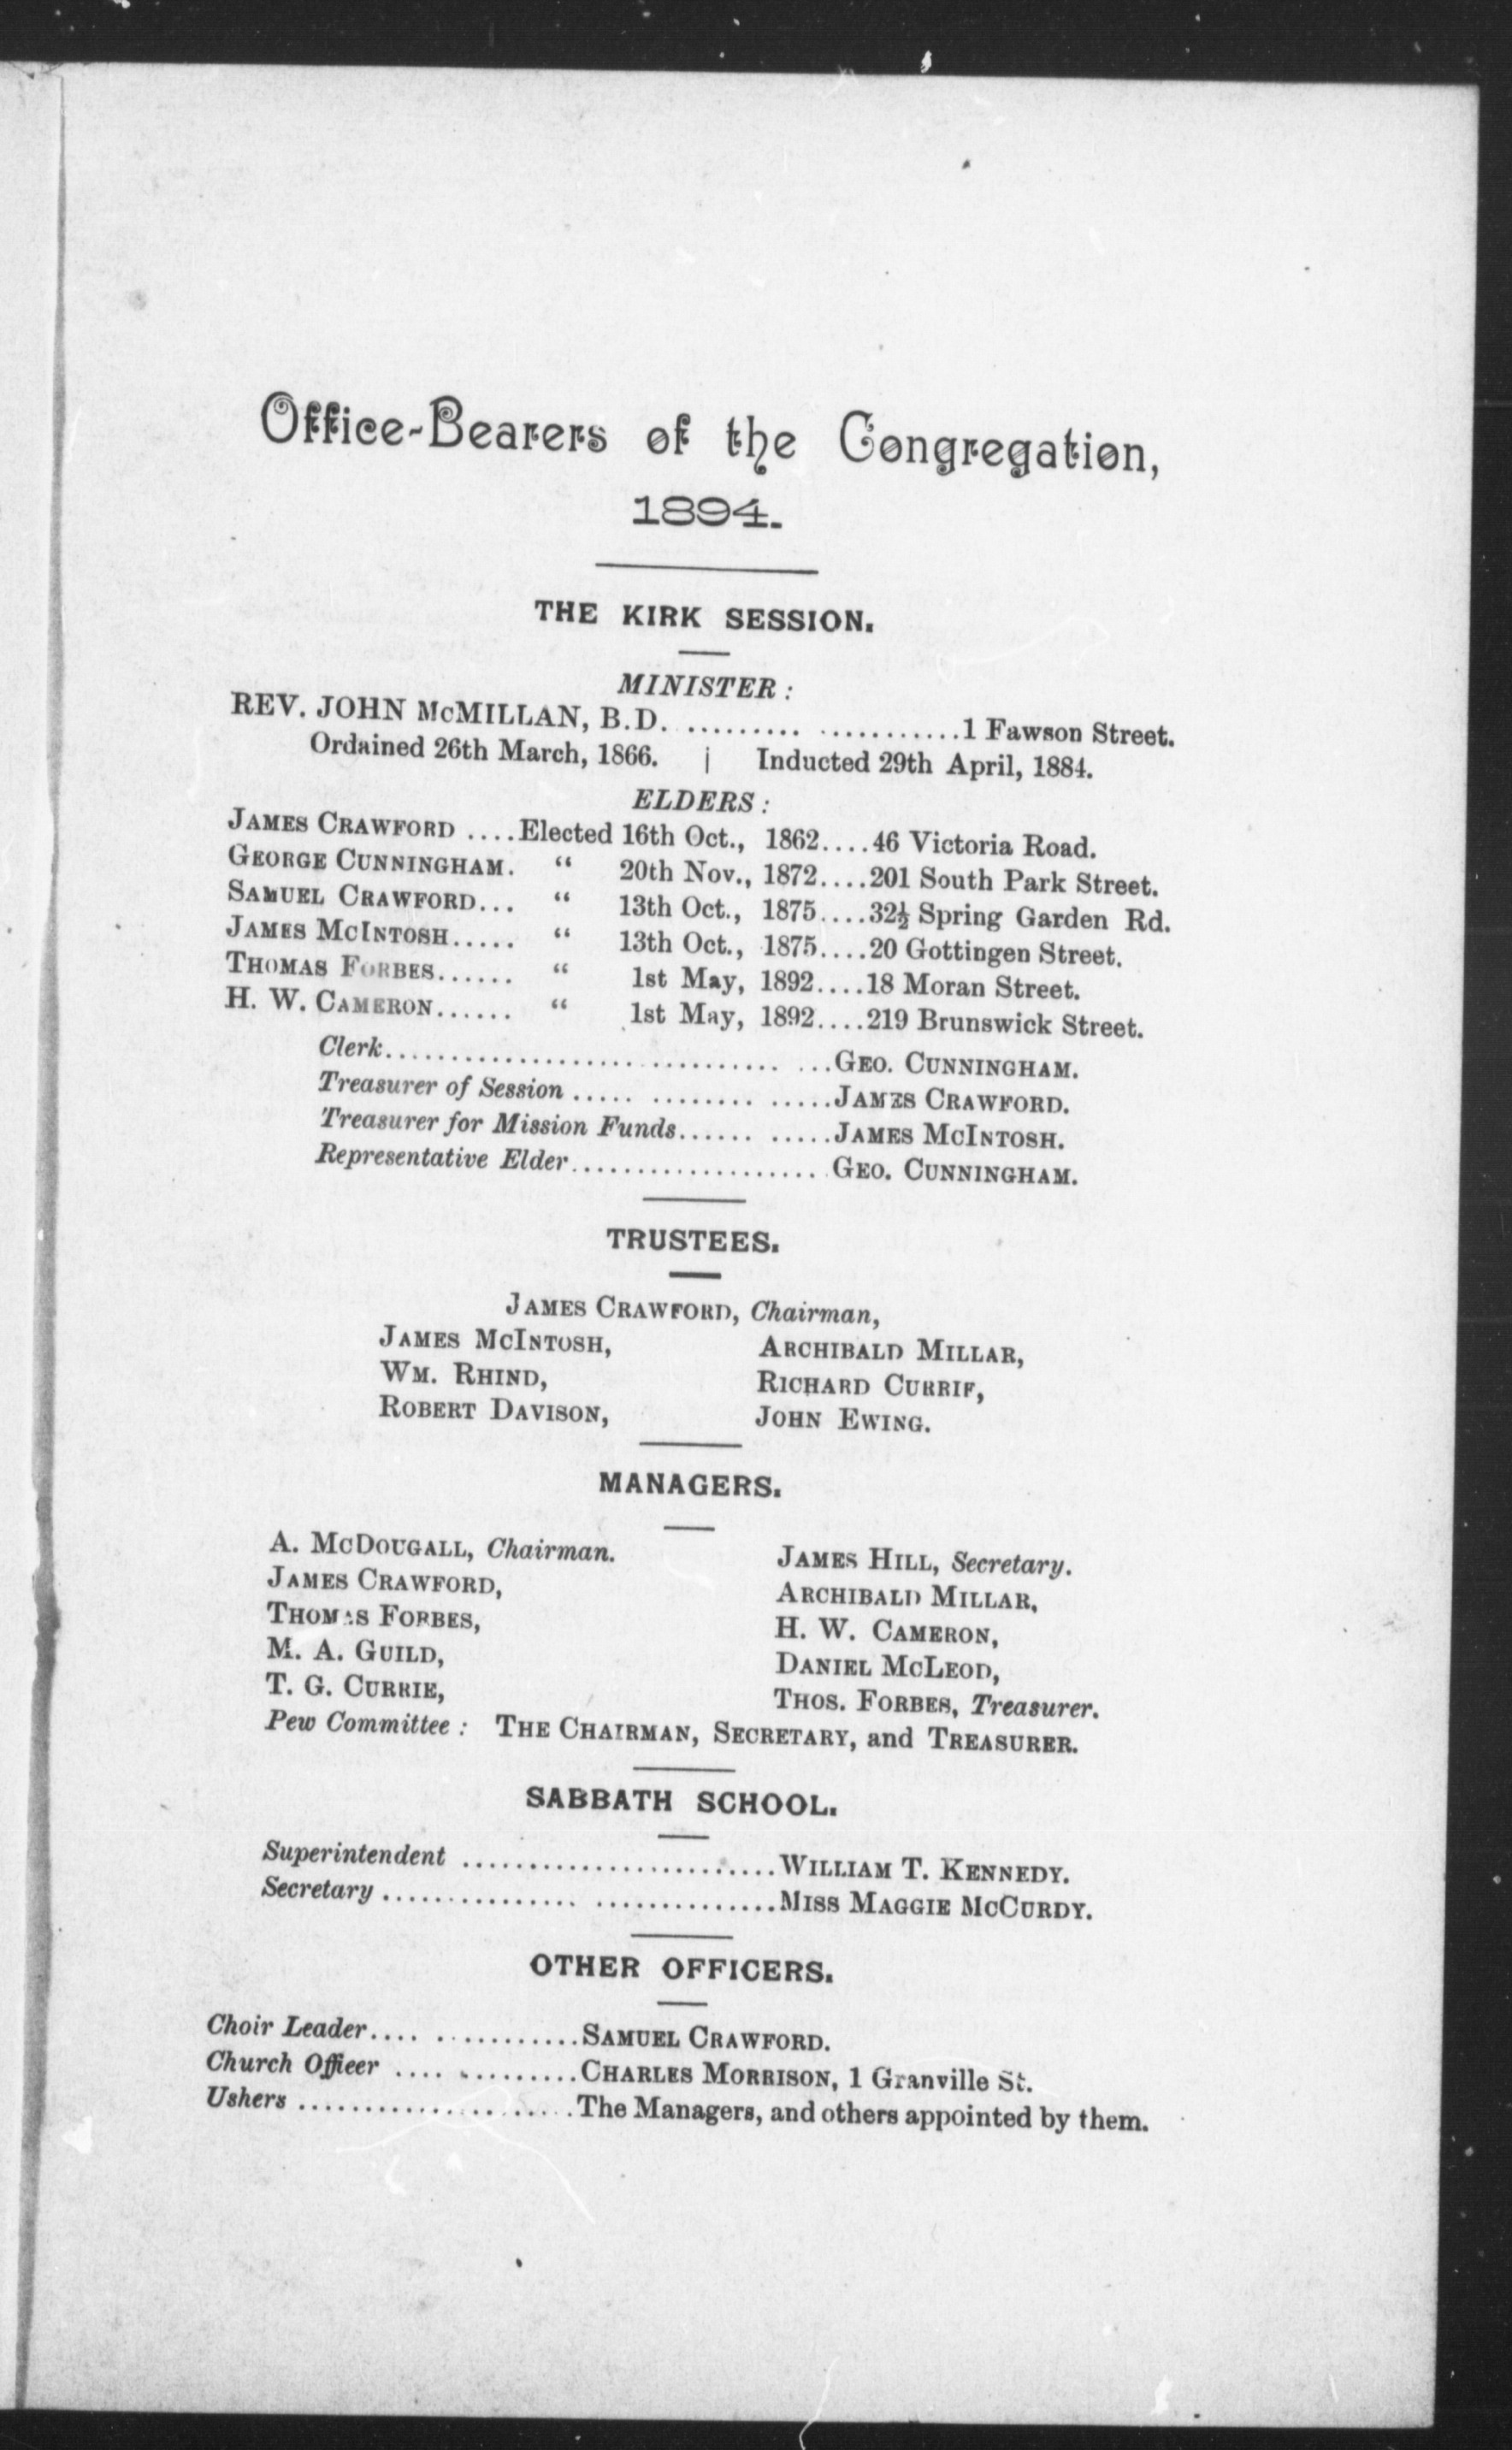 Office-Bearers of the Congregation,
1894.
THE KIRK SESSION.
MINISTER:
REV. JOHN McMILLAN, B.D. ......... ...........1 Fawson Street.
Ordained 26th March, 1866. | Inducted 29th April, 1884.
ELDERS:
JAMES CRAWFORD ....Elected 16th Oct., 1862....46 Victoria Road.
GEORGE CUNNINGHAM. “ 20th Nov., 1872....201 South Park Street.
SAMUEL CRAWFORD... “ 13th Oct., 1875....32½ Spring Garden Rd.
JAMES MCINTOSH..... “ 13th Oct., 1875....20 Gottingen Street.
THOMAS FORBES...... “ 1st May, 1892....18 Moran Street.
H. W. CAMERON...... “ 1st May, 1892....219 Brunswick Street.
Clerk.................................. ...GEO. CUNNINGHAM.
Treasurer of Session ..... ........ .....JAMES CRAWFORD.
Treasurer for Mission Funds...... .....JAMES MCINTOSH.
Representative Elder....................GEO. CUNNINGHAM.
TRUSTEES.
JAMES CRAWFORD, Chairman,
JAMES MCINTOSH, ARCHIBALD MILLAR,
WM. RHIND, RICHARD CURRIE,
ROBERT DAVISON, JOHN EWING.
MANAGERS.
A. MCDOUGALL, Chairman. JAMES HILL, Secretary.
JAMES CRAWFORD, ARCHIBALD MILLAR,
THOMAS FORBES, H. W. CAMERON,
M. A. GUILD, DANIEL MCLEOD,
T. G. CURRIE, THOS. FORBES, Treasurer.
Pew Committee: THE CHAIRMAN, SECRETARY, and TREASURER.
SABBATH SCHOOL.
Superintendent ........................WILLIAM T. KENNEDY.
Secretary ............... ..............MISS MAGGIE MCCURDY.
OTHER OFFICERS.
Choir Leader.... ...........SAMUEL CRAWFORD.
Church Officer .... .........CHARLES MORRISON, 1 Granville St.
Ushers .....................The Managers, and others appointed by them.